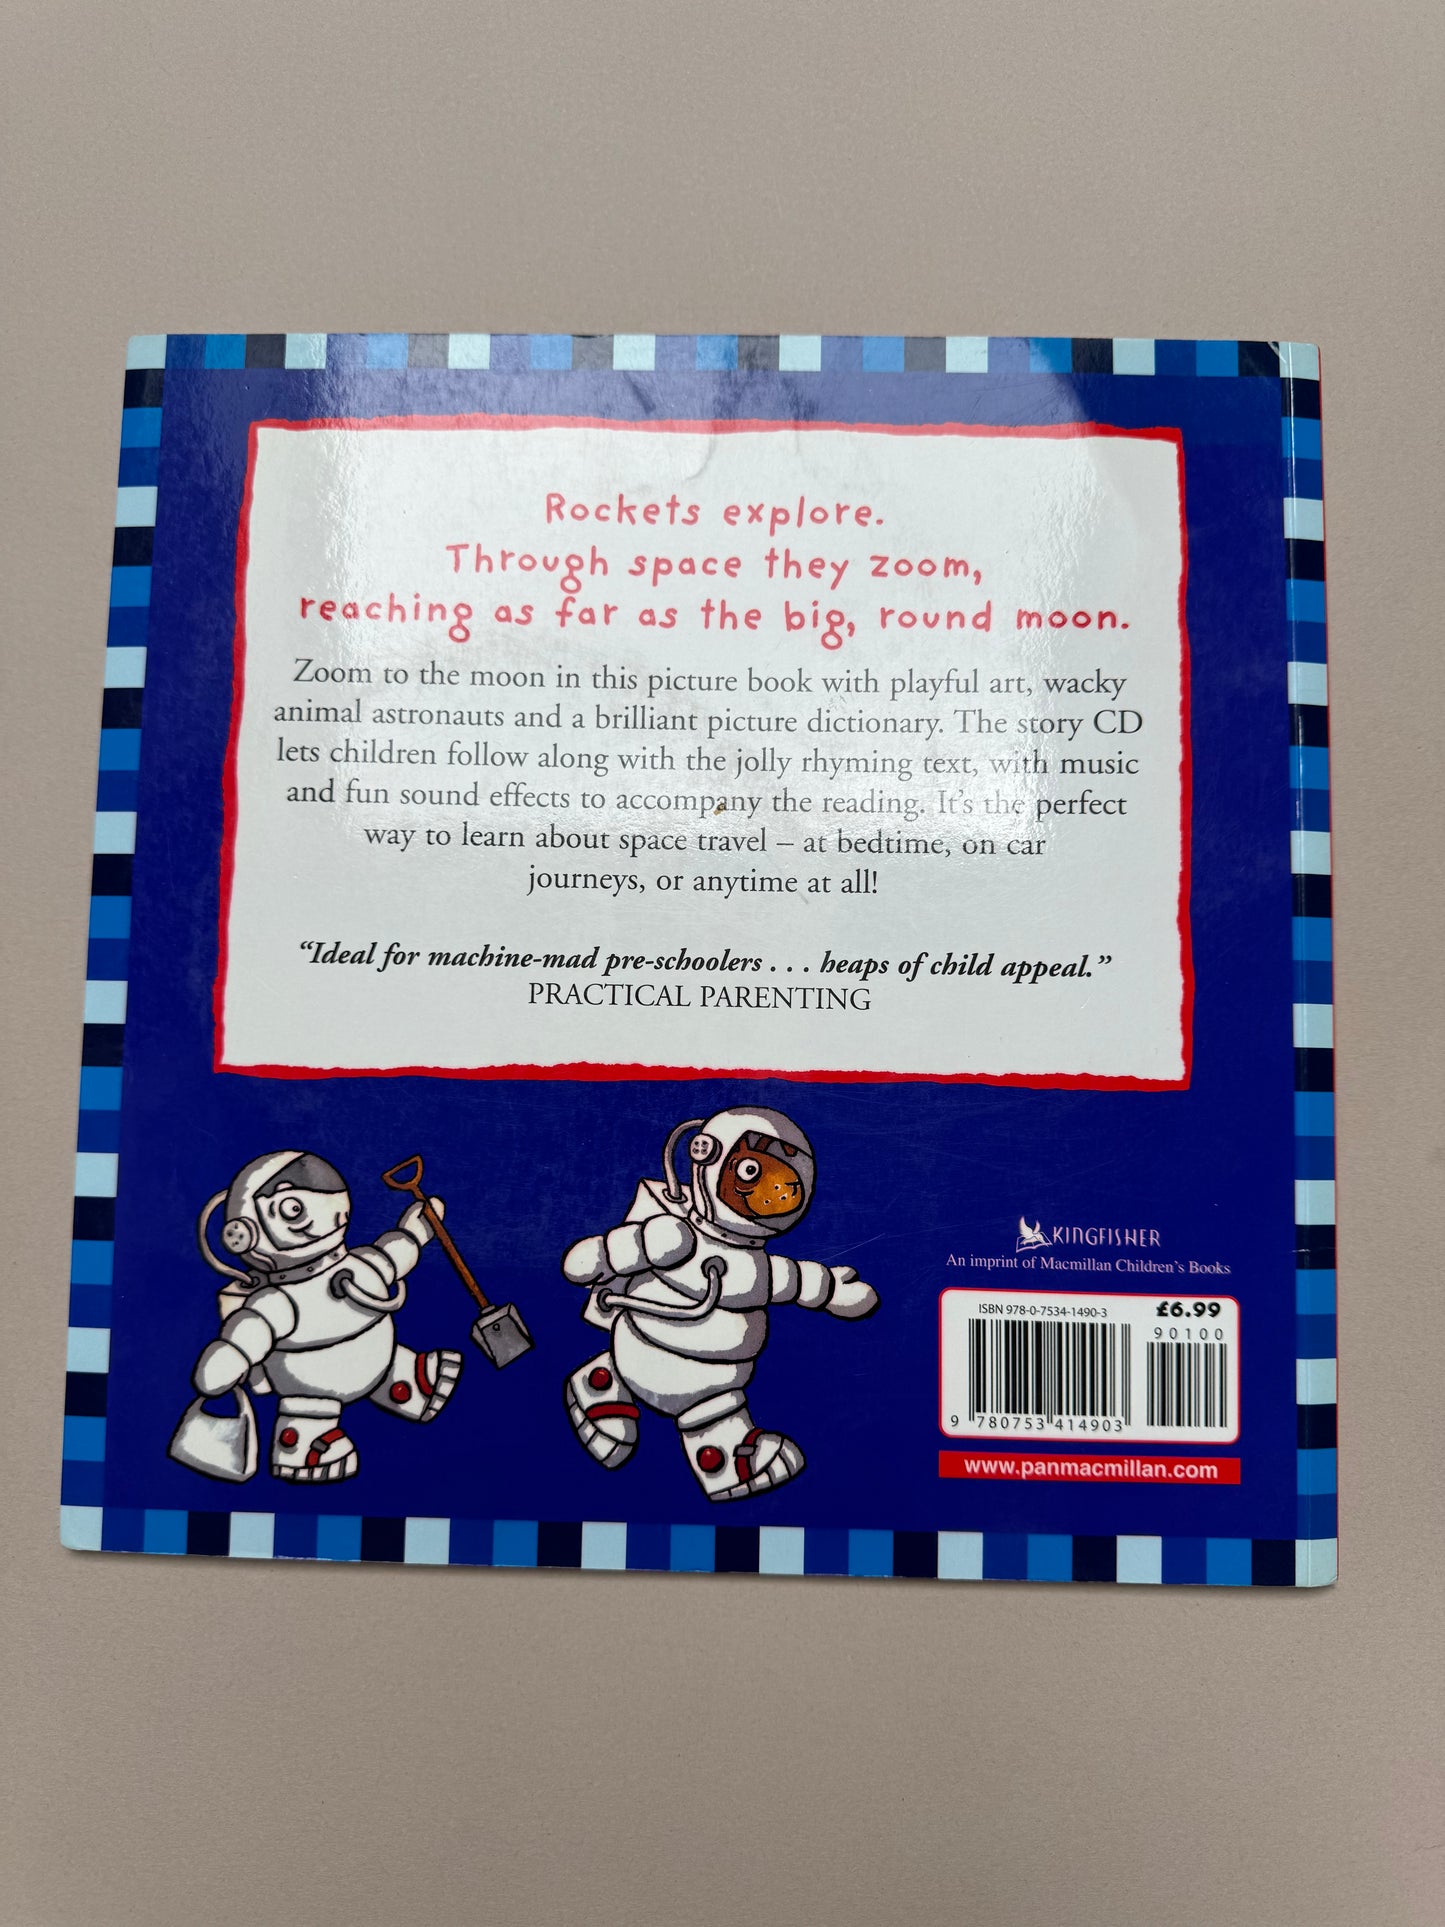 Rockets explore.
Through space they zoom,
reaching as far as the big, round moon.
Zoom to the moon in this picture book with playful art, wacky
animal astronauts and a brilliant picture dictionary. The story CD
lets children follow along with the jolly rhyming text, with music
and fun sound effects to accompany the reading. It's the perfect
way to learn about space travel – at bedtime, on car
journeys, or anytime at all!
“Ideal for machine-mad pre-schoolers . . . heaps of child appeal.”
PRACTICAL PARENTING
KINGFISHER
An imprint of Macmillan Children's Books
ISBN 978-0-7534-1490-3
£6.99
90100
9 780753 414903
www.panmacmillan.com